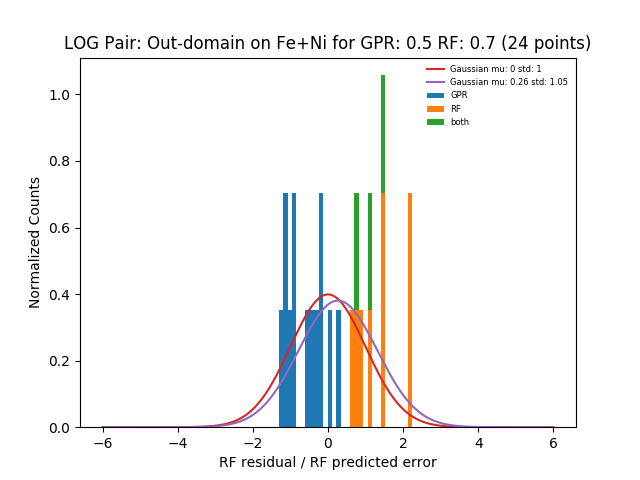 LOG Pair: Out-domain on Fe+Ni for GPR: 0.5 RF: 0.7 (24 points)
Gaussian mu: 0 std: 1
Gaussian mu: 0.26 std: 1.05
GPR
RF
both
Normalized Counts
1.0
0.8
0.6
0.4
0.2
0.0
−6 −4 −2 0 2 4 6
RF residual / RF predicted error